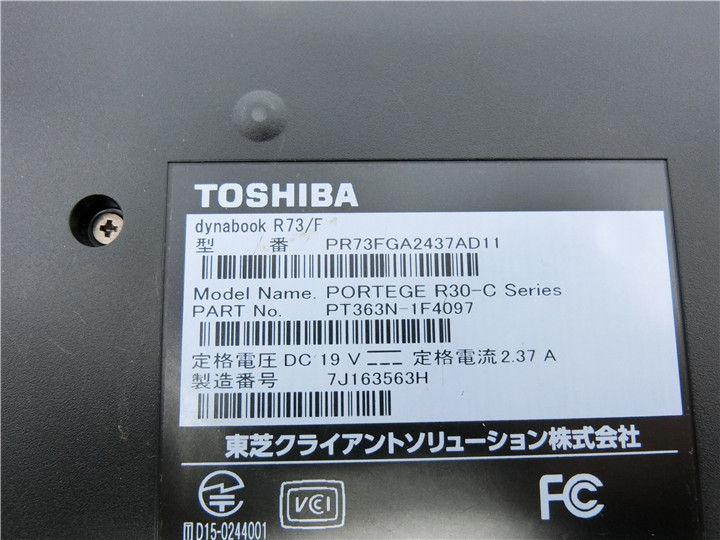 TOSHIBA
dynabook R73/F
型 番 PR73FGA2437AD11
Model Name. PORTEGE R30-C Series
PART No. PT363N-1F4097
定格電圧 DC 19 V 定格電流 2.37 A
製造番号 7J163563H
東芝クライアントソリューション株式会社
VCI
FC
T D15-0244001